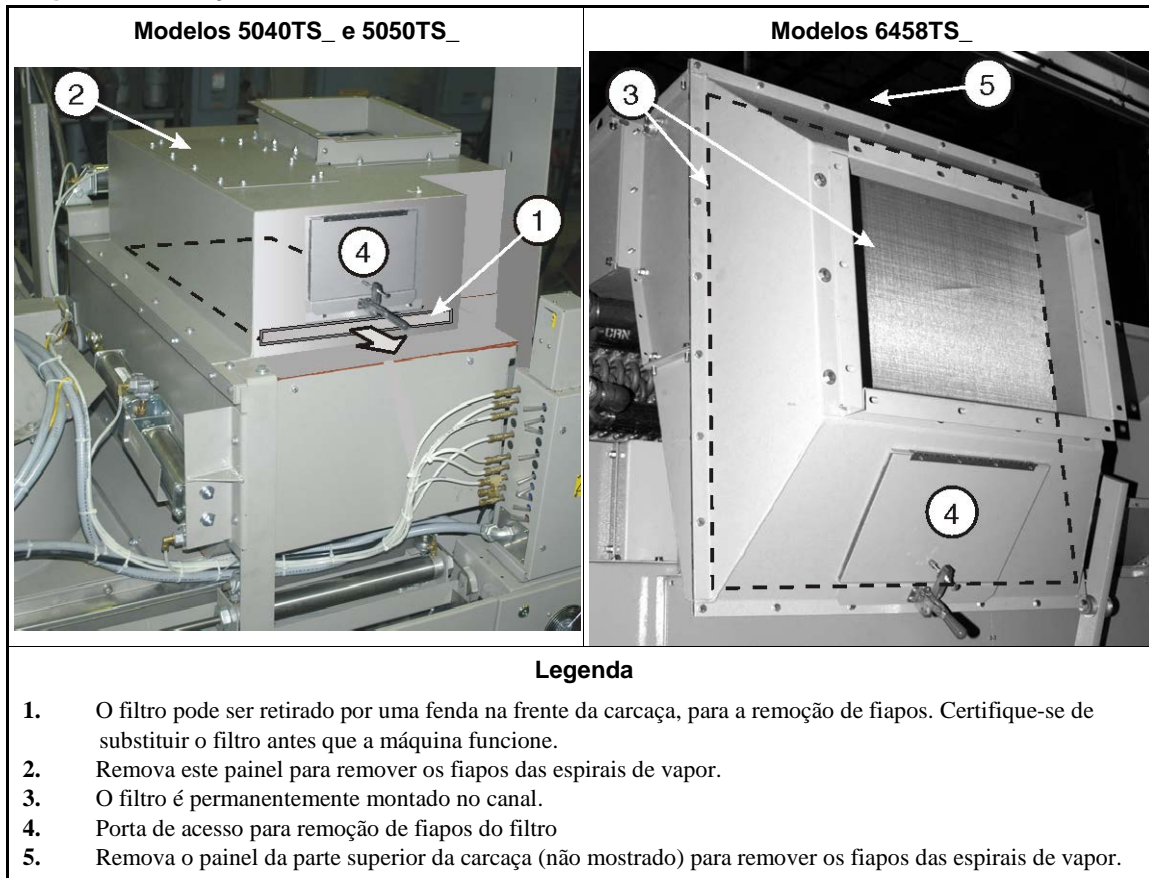 Modelos 5040TS_ e 5050TS_
Modelos 6458TS_
2
1
4
3
5
4
CRN
Legenda
1. O filtro pode ser retirado por uma fenda na frente da carcaça, para a remoção de fiapos. Certifique-se de
substituir o filtro antes que a máquina funcione.
2. Remova este painel para remover os fiapos das espirais de vapor.
3. O filtro é permanentemente montado no canal.
4. Porta de acesso para remoção de fiapos do filtro
5. Remova o painel da parte superior da carcaça (não mostrado) para remover os fiapos das espirais de vapor.